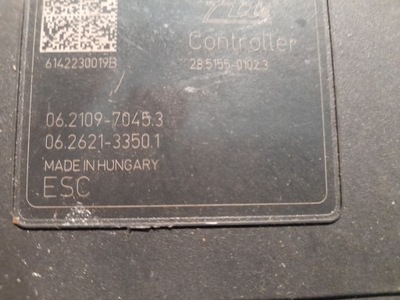 Controller
6142230019B
28.5155-0102.3
06.2109-7045.3
06.2621-3350.1
MADE IN HUNGARY
ESC